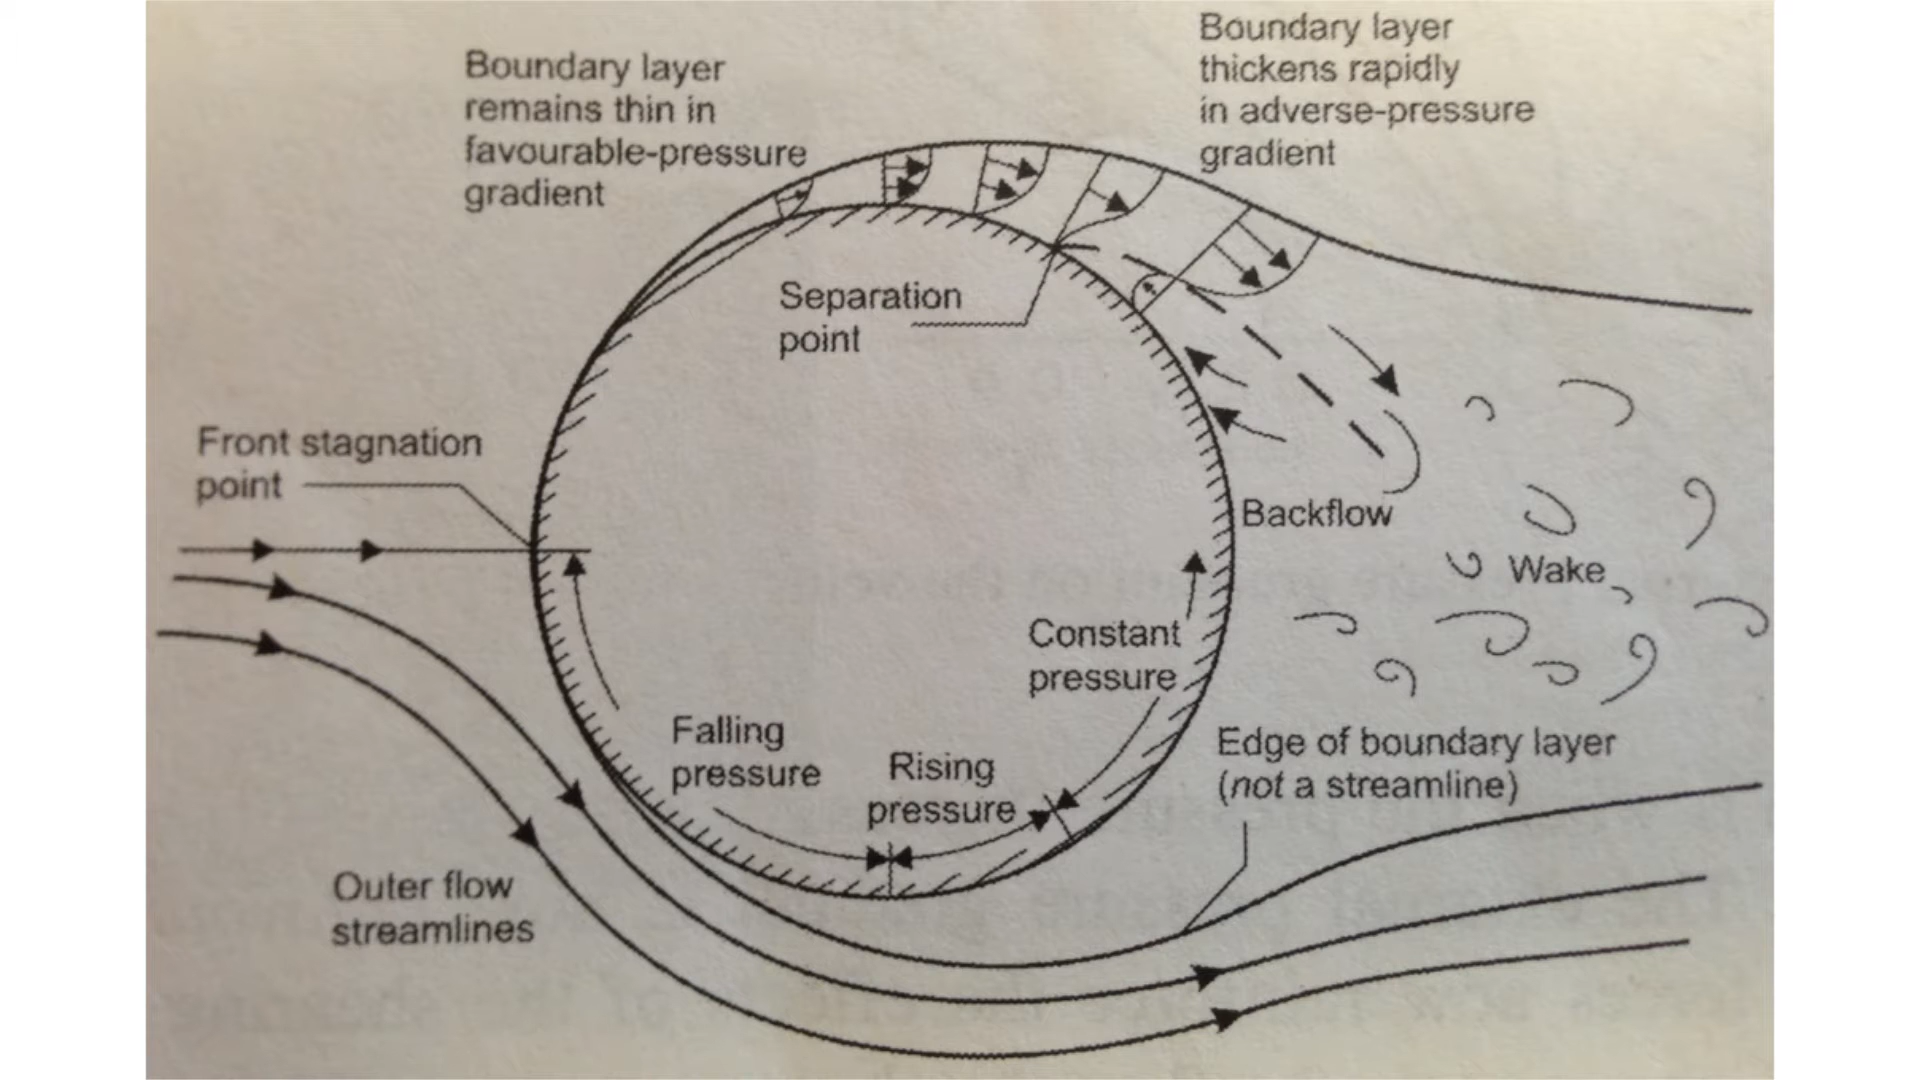 Boundary layer
remains thin in
favourable-pressure
gradient
Boundary layer
thickens rapidly
in adverse-pressure
gradient
Separation
point
Front stagnation
point
Backflow
Wake
Constant
pressure
Falling
pressure
Rising
pressure
Edge of boundary layer
(not a streamline)
Outer flow
streamlines